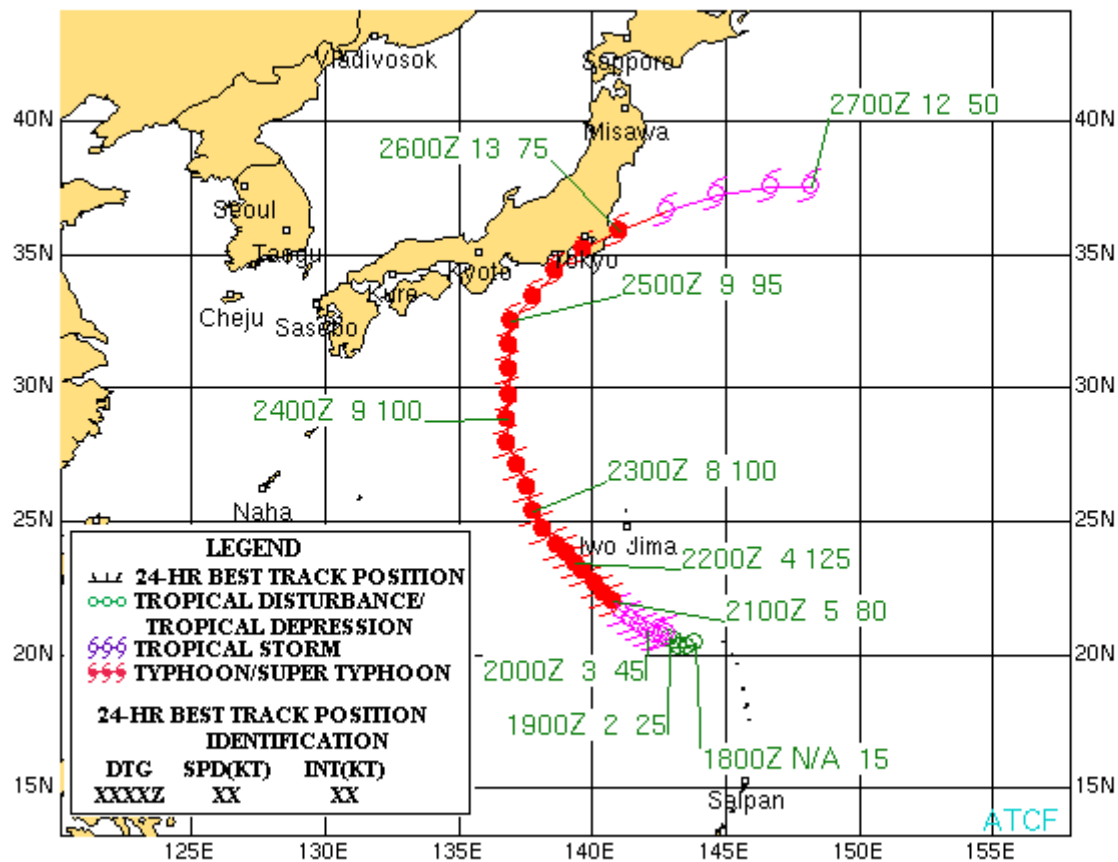 Vladivosok
Sapporo
40N
2700Z 12 50
40N
Misawa
2600Z 13 75
Seoul
35N
Taegu
Kyoto
Tokyo
35N
Kure
2500Z 9 95
Cheju
Sasebo
30N
30N
2400Z 9 100
2300Z 8 100
Naha
25N
25N
Iwo Jima
2200Z 4 125
2100Z 5 80
LEGEND
24-HR BEST TRACK POSITION
TROPICAL DISTURBANCE/
TROPICAL DEPRESSION
TROPICAL STORM
TYPHOON/SUPER TYPHOON
24-HR BEST TRACK POSITION
IDENTIFICATION
DTG SPD(KT) INT(KT)
XXXXZ XX XX
20N
20N
2000Z 3 45
1900Z 2 25
1800Z N/A 15
15N
15N
Saipan
ATCF
125E 130E 135E 140E 145E 150E 155E